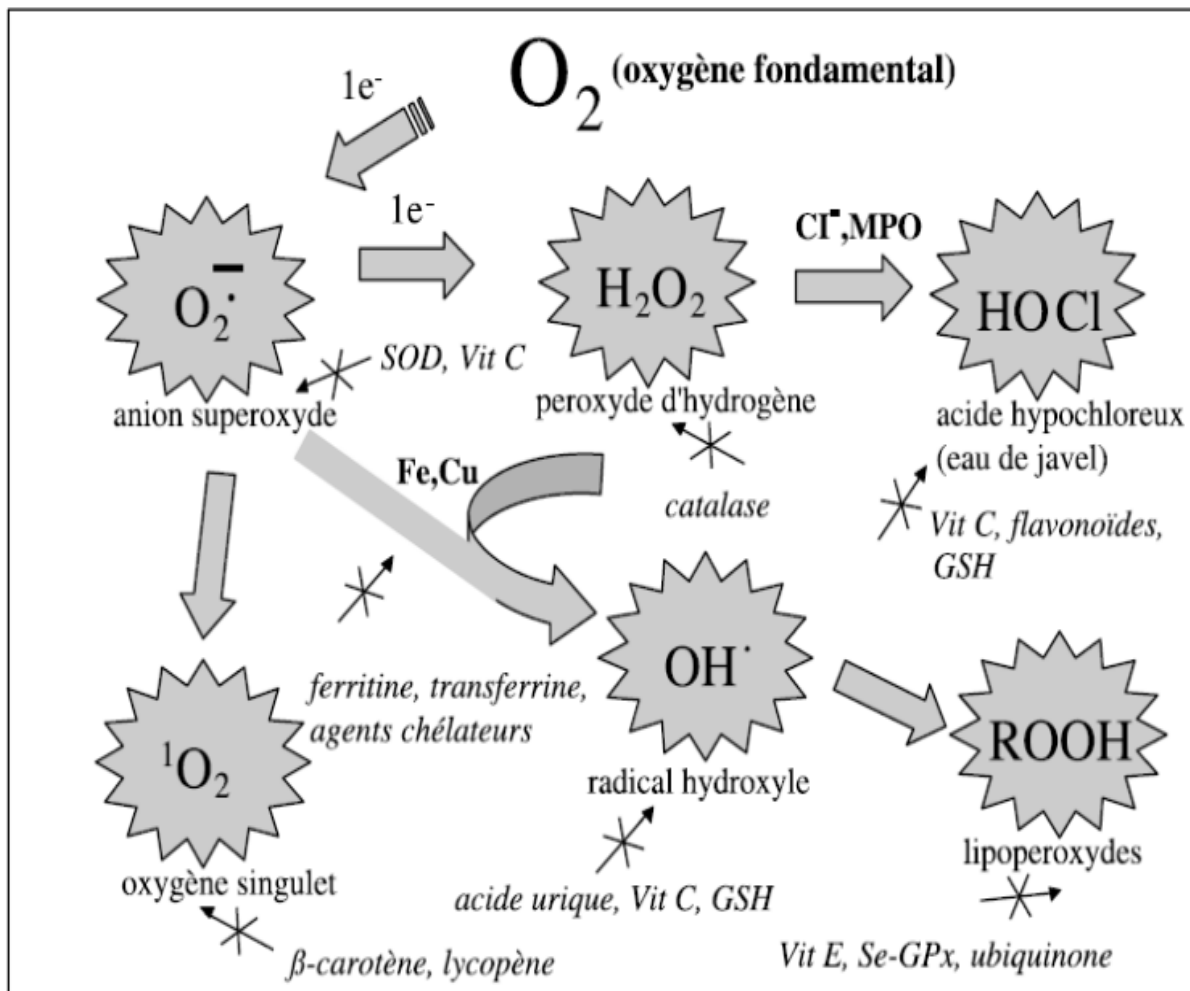 O₂ (oxygène fondamental)
1e⁻
1e⁻
Cl⁻,MPO
O₂·⁻
H₂O₂
HOCl
SOD, Vit C
anion superoxyde
peroxyde d'hydrogène
acide hypochloreux
(eau de javel)
Fe,Cu
catalase
Vit C, flavonoïdes,
GSH
ferritine, transferrine,
agents chélateurs
OH·
¹O₂
ROOH
radical hydroxyle
lipoperoxydes
oxygène singulet
acide urique, Vit C, GSH
β-carotène, lycopène
Vit E, Se-GPx, ubiquinone